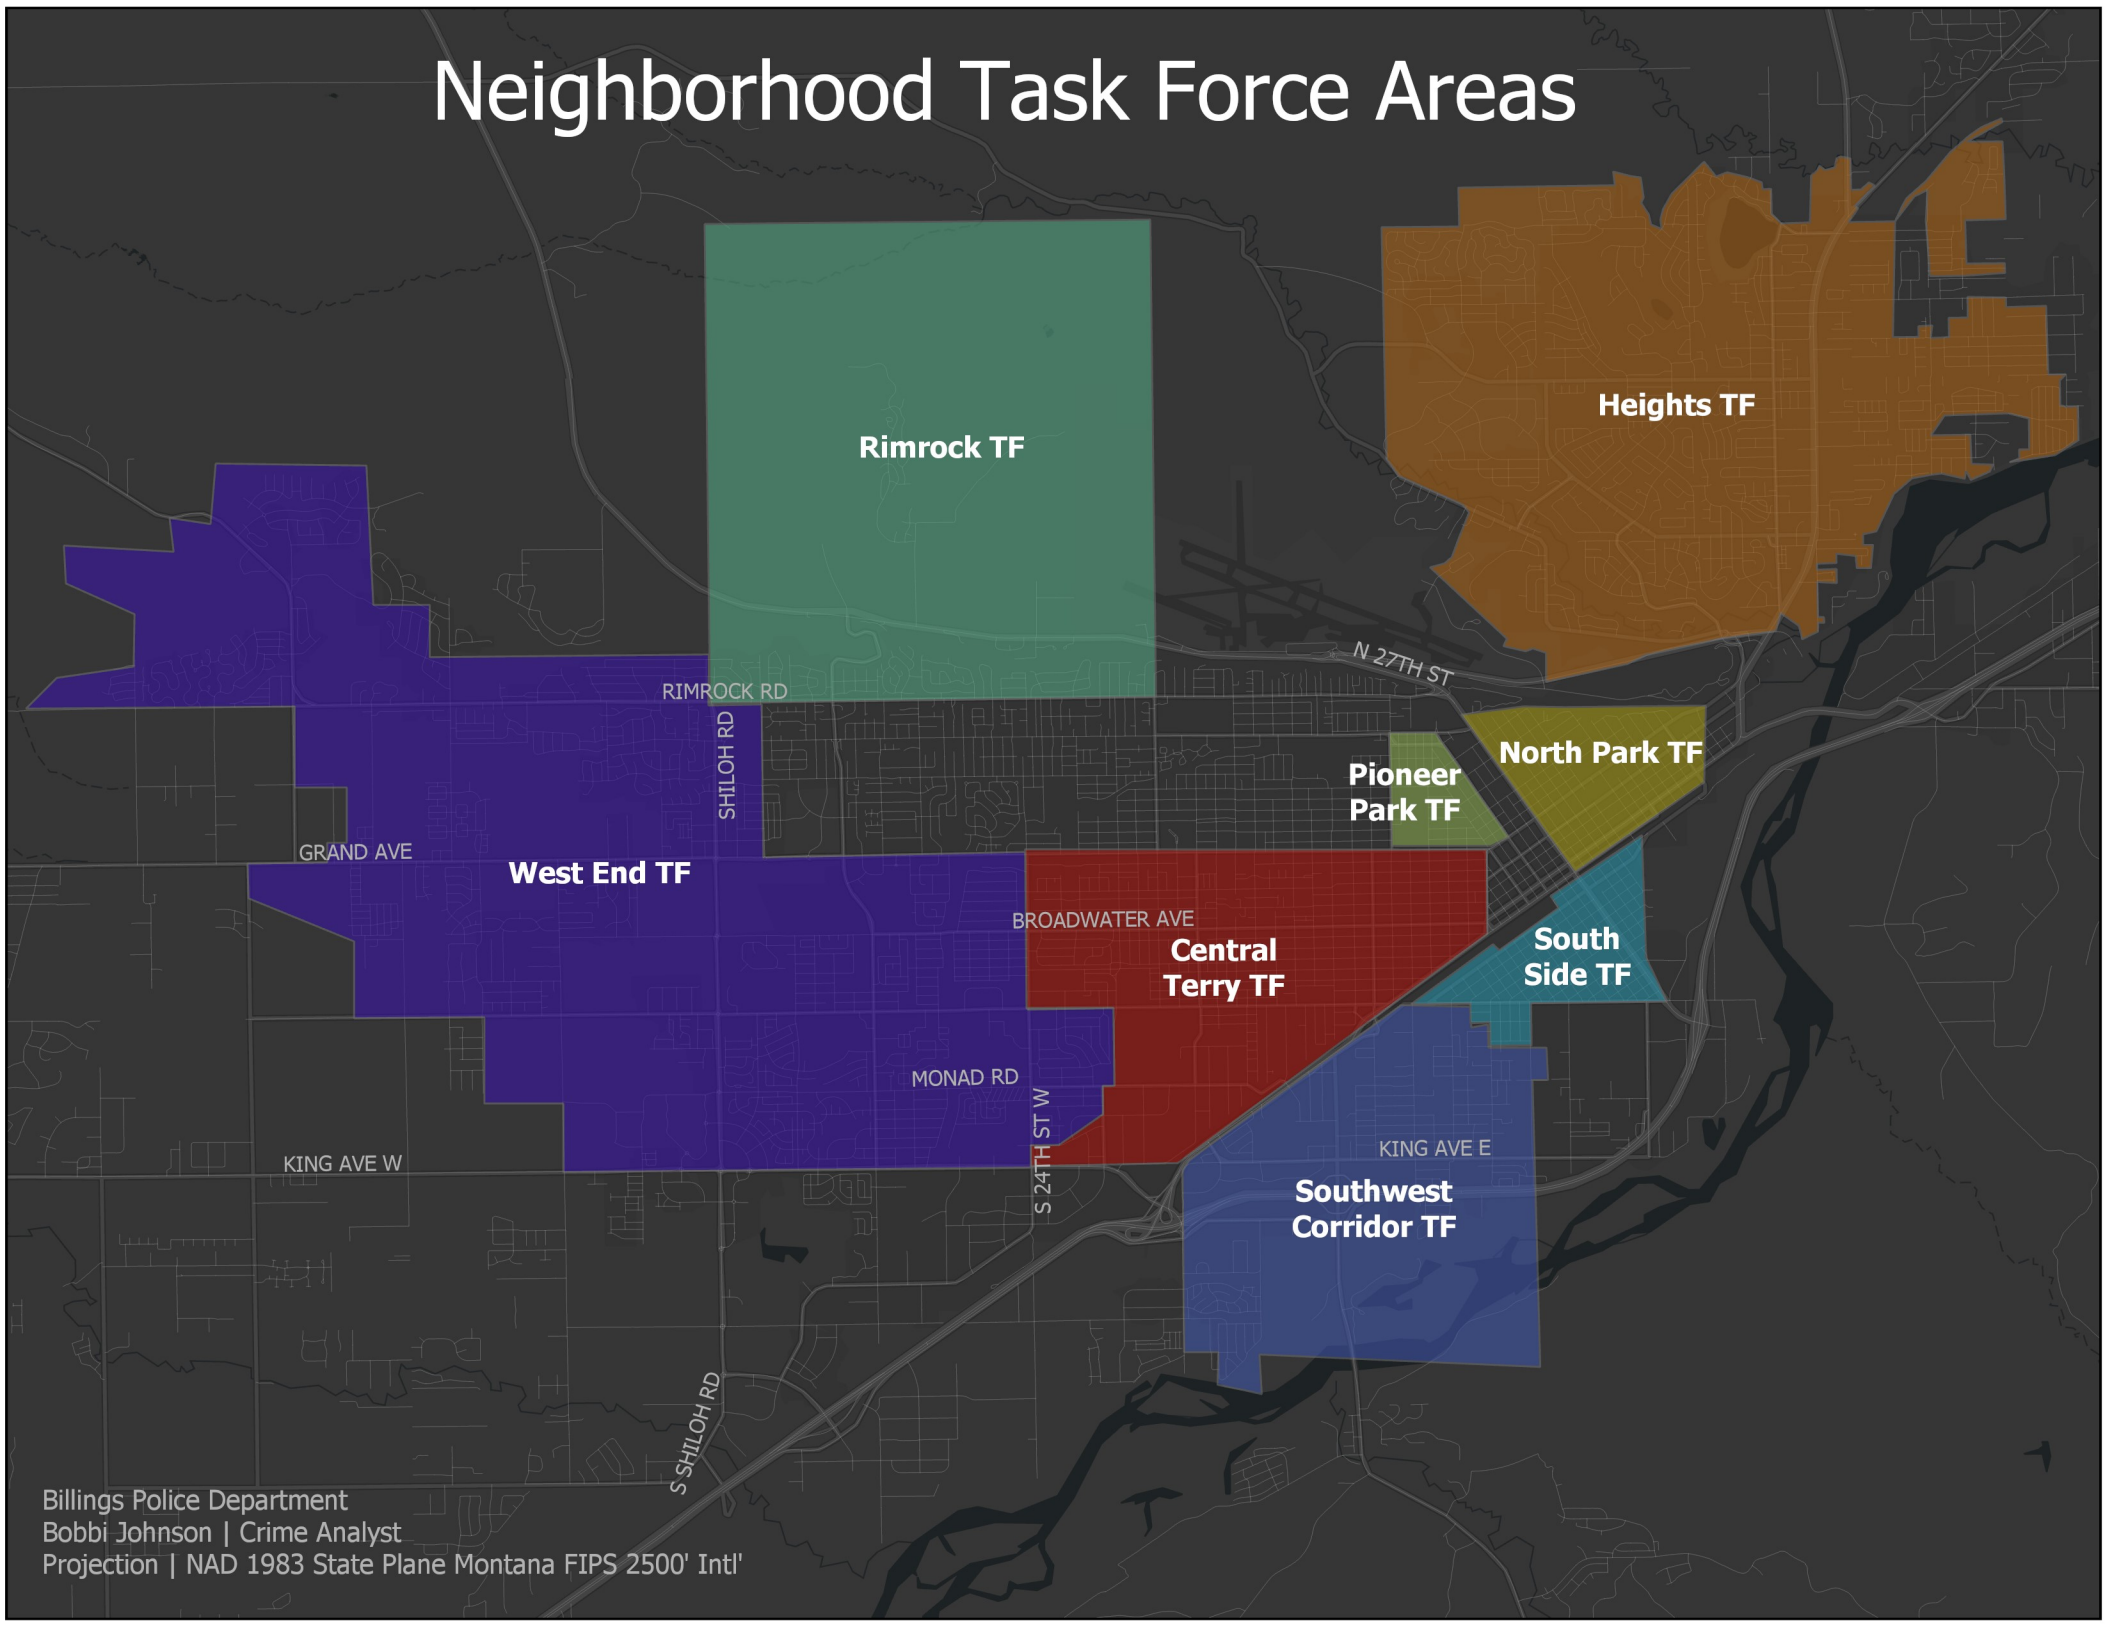 Neighborhood Task Force Areas
Heights TF
Rimrock TF
N 27TH ST
RIMROCK RD
SHILOH RD
North Park TF
Pioneer
Park TF
GRAND AVE
West End TF
BROADWATER AVE
Central
Terry TF
South
Side TF
MONAD RD
S 24TH ST W
KING AVE W
KING AVE E
Southwest
Corridor TF
S SHILOH RD
Billings Police Department
Bobbi Johnson | Crime Analyst
Projection | NAD 1983 State Plane Montana FIPS 2500' Intl'